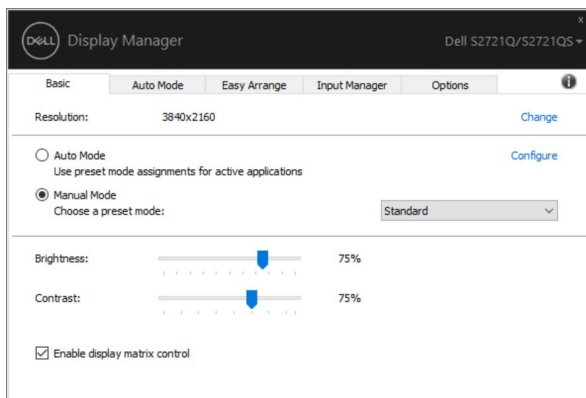 x
DELL Display Manager Dell S2721Q/S2721QS
Basic Auto Mode Easy Arrange Input Manager Options i
Resolution: 3840x2160 Change
Auto Mode Configure
Use preset mode assignments for active applications
Manual Mode
Choose a preset mode: Standard
Brightness: 75%
Contrast: 75%
Enable display matrix control